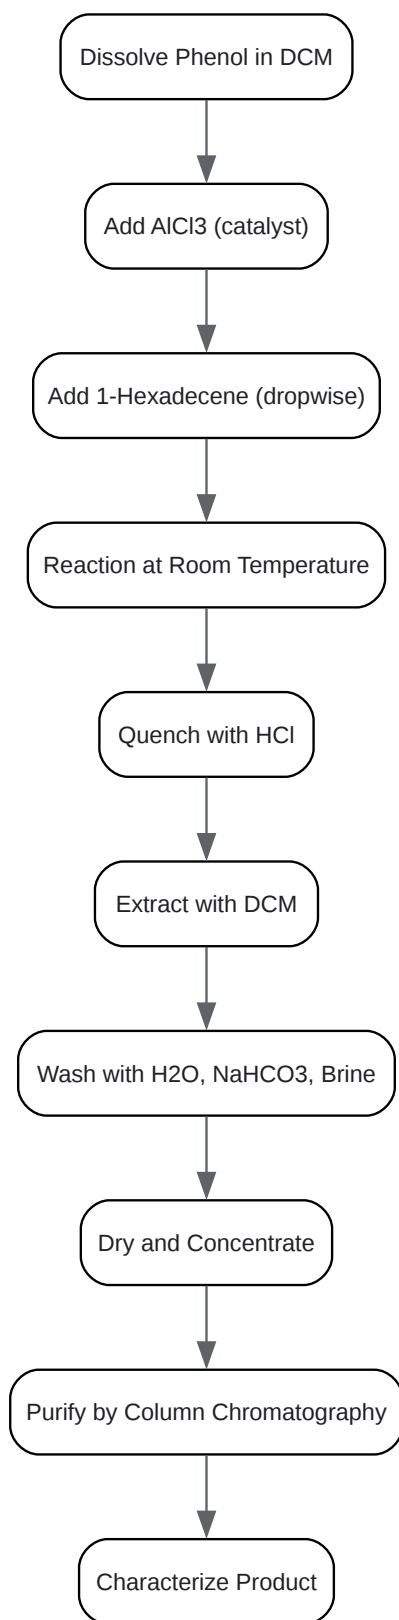 Dissolve Phenol in DCM
Add AlCl3 (catalyst)
Add 1-Hexadecene (dropwise)
Reaction at Room Temperature
Quench with HCl
Extract with DCM
Wash with H2O, NaHCO3, Brine
Dry and Concentrate
Purify by Column Chromatography
Characterize Product